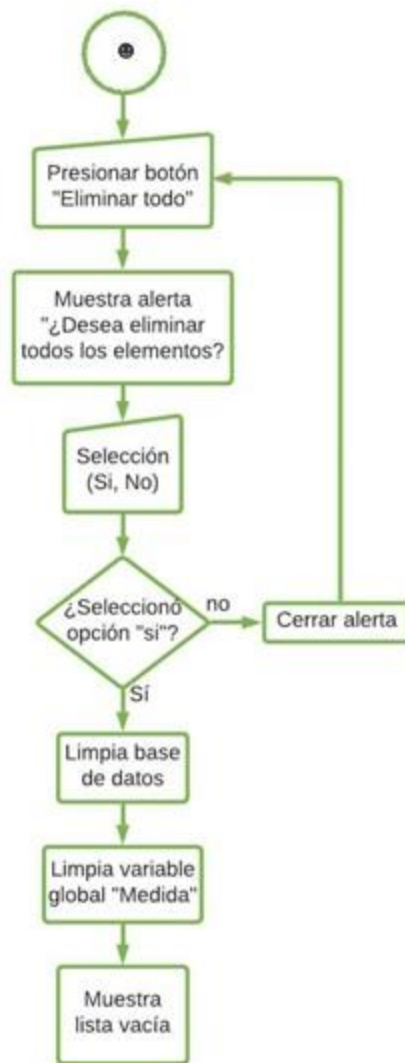 Presionar botón
"Eliminar todo"
Muestra alerta
"¿Desea eliminar
todos los elementos?
Selección
(Si, No)
¿Seleccionó
opción "si"?
no
Cerrar alerta
Sí
Limpia base
de datos
Limpia variable
global "Medida"
Muestra
lista vacía